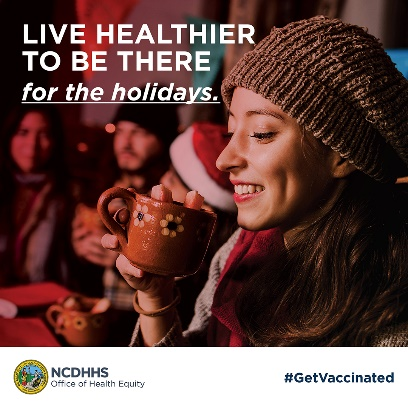 LIVE HEALTHIER
TO BE THERE
for the holidays.
NCDHHS
Office of Health Equity
#GetVaccinated